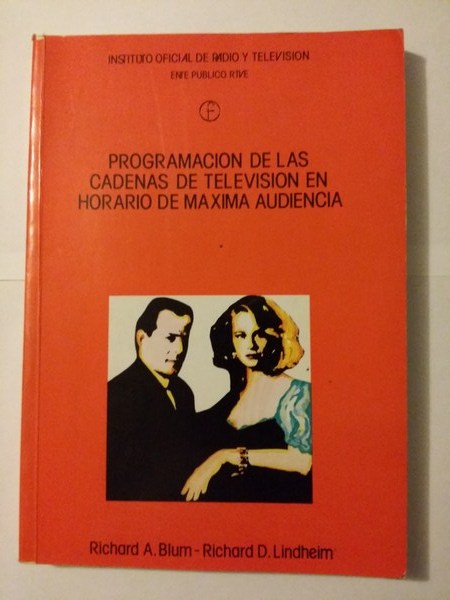 INSTITUTO OFICIAL DE RADIO Y TELEVISION
ENTE PUBLICO RTVE
PROGRAMACION DE LAS
CADENAS DE TELEVISION EN
HORARIO DE MAXIMA AUDIENCIA
Richard A. Blum - Richard D. Lindheim